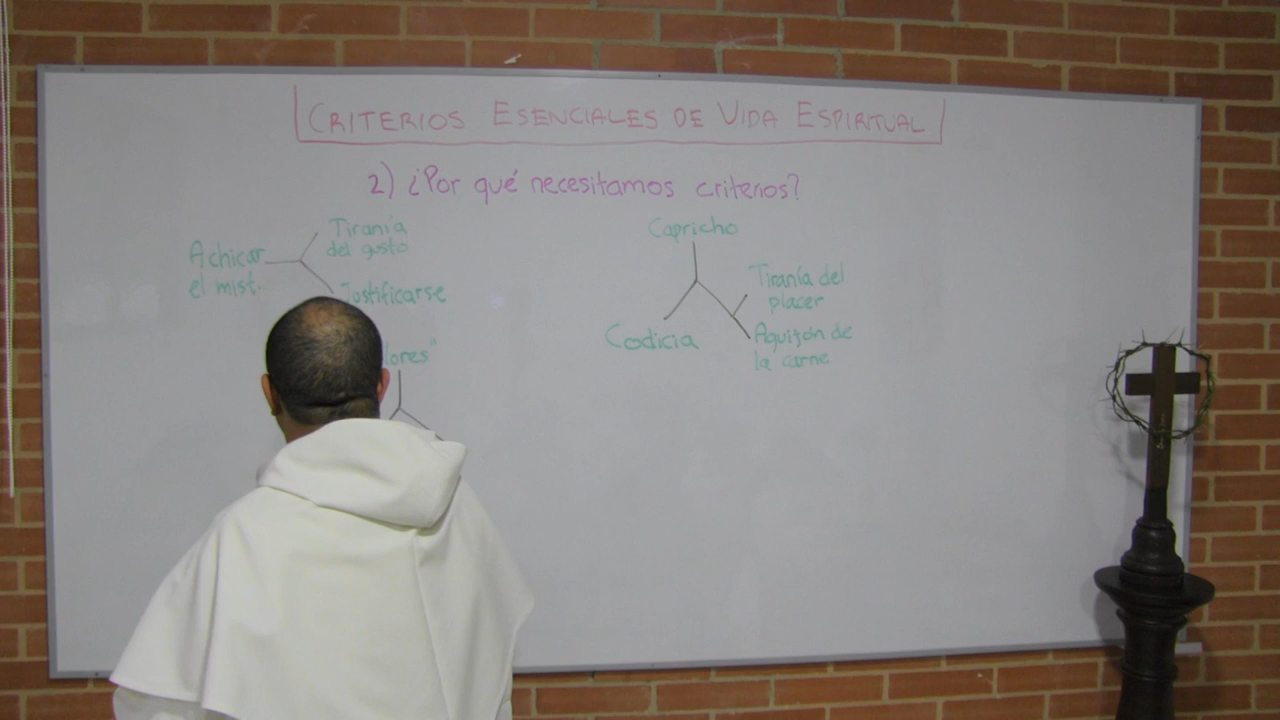 CRITERIOS ESENCIALES DE VIDA ESPIRITUAL
2) ¿Por qué necesitamos criterios?
Achicar
el mist.
Tiranía
del gusto
Justificarse
Capricho
Codicia
Tiranía del
placer
Aguijón de
la carne